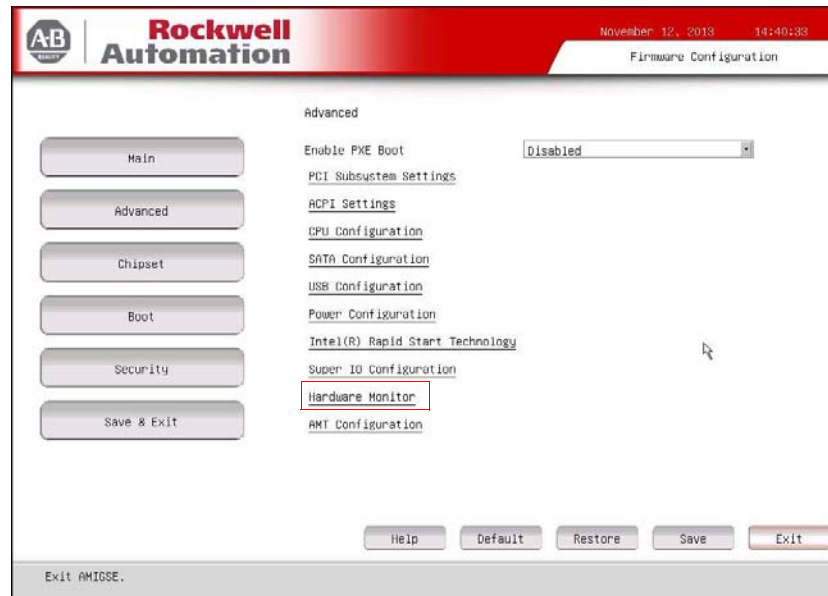 AB
QUALITY
Rockwell
Automation
November 12, 2013 14:40:33
Firmware Configuration
Main
Advanced
Chipset
Boot
Security
Save & Exit
Advanced
Enable PXE Boot Disabled
PCI Subsystem Settings
ACPI Settings
CPU Configuration
SATA Configuration
USB Configuration
Power Configuration
Intel(R) Rapid Start Technology
Super IO Configuration
Hardware Monitor
AMT Configuration
Help Default Restore Save Exit
Exit AMIGSE.